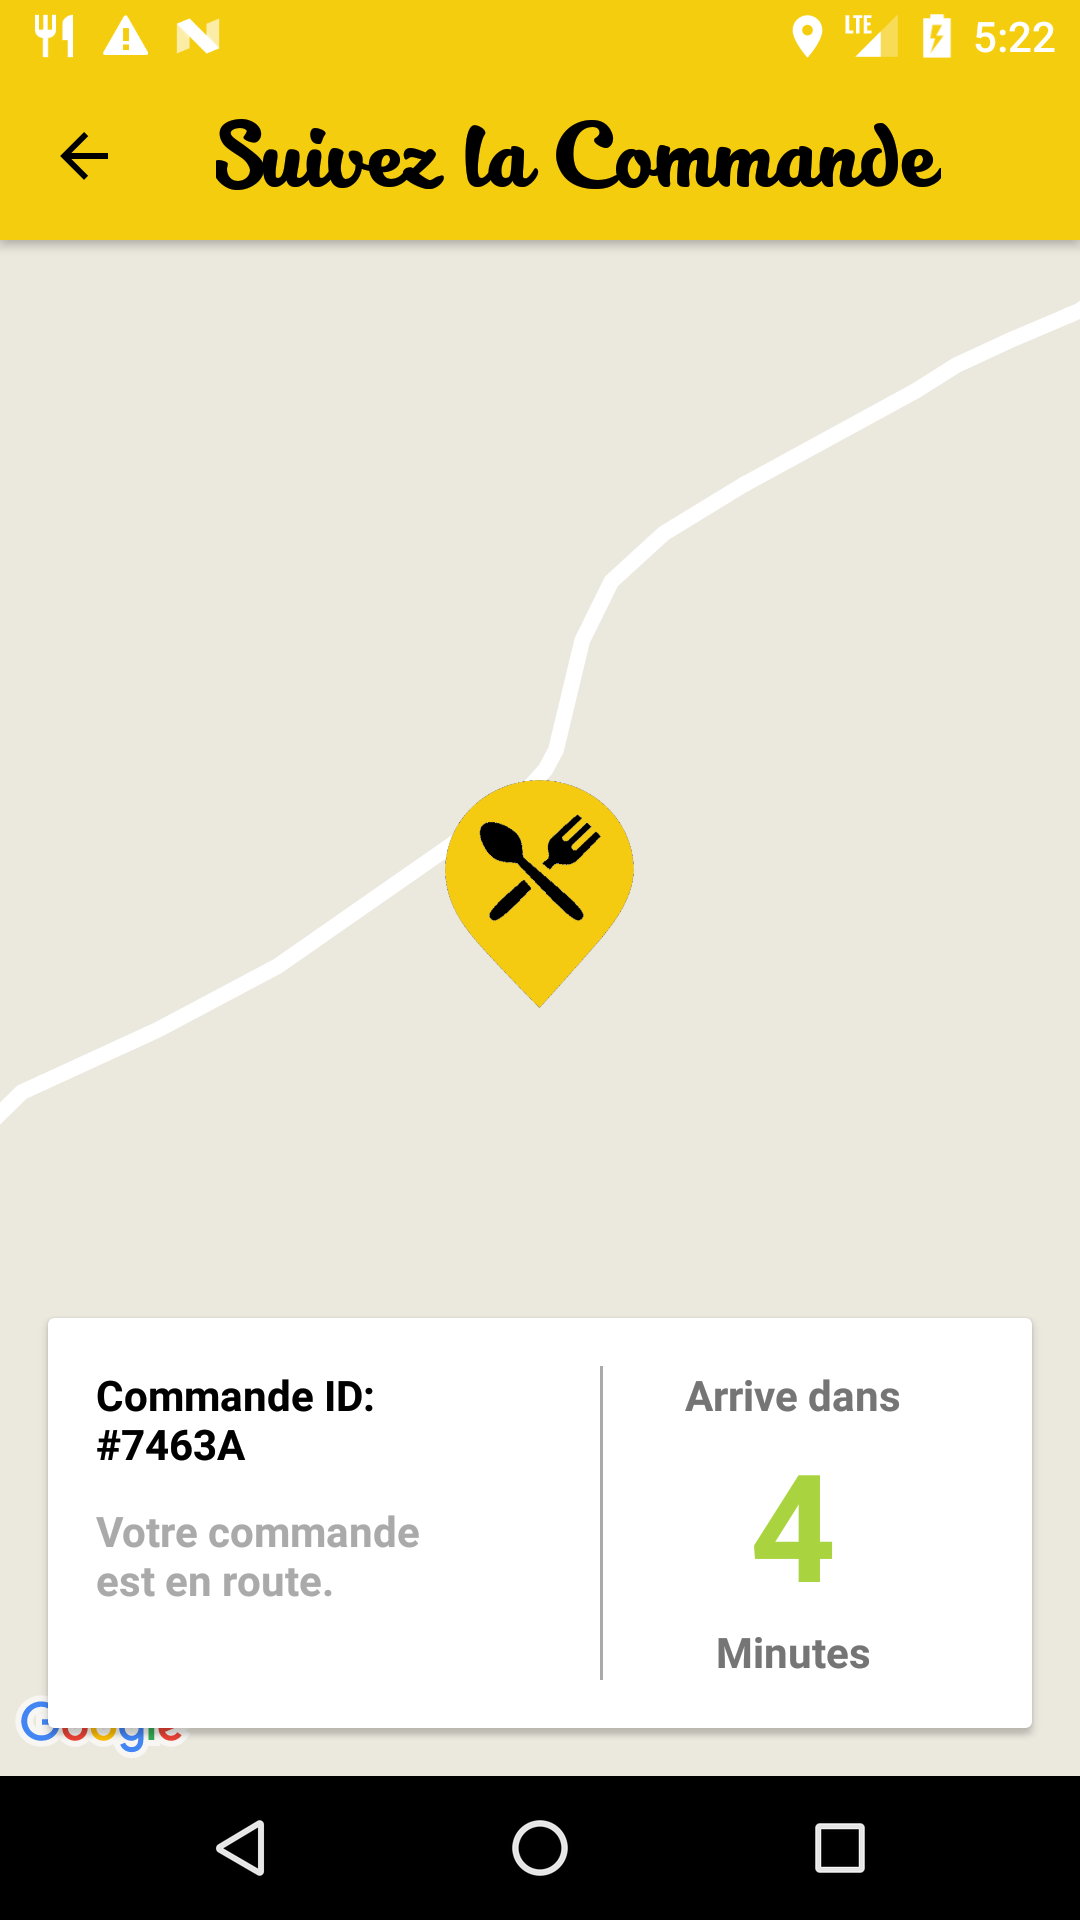 LTE 5:22
Suivez la Commande
Commande ID:
#7463A
Votre commande
est en route.
Arrive dans
4
Minutes
Google